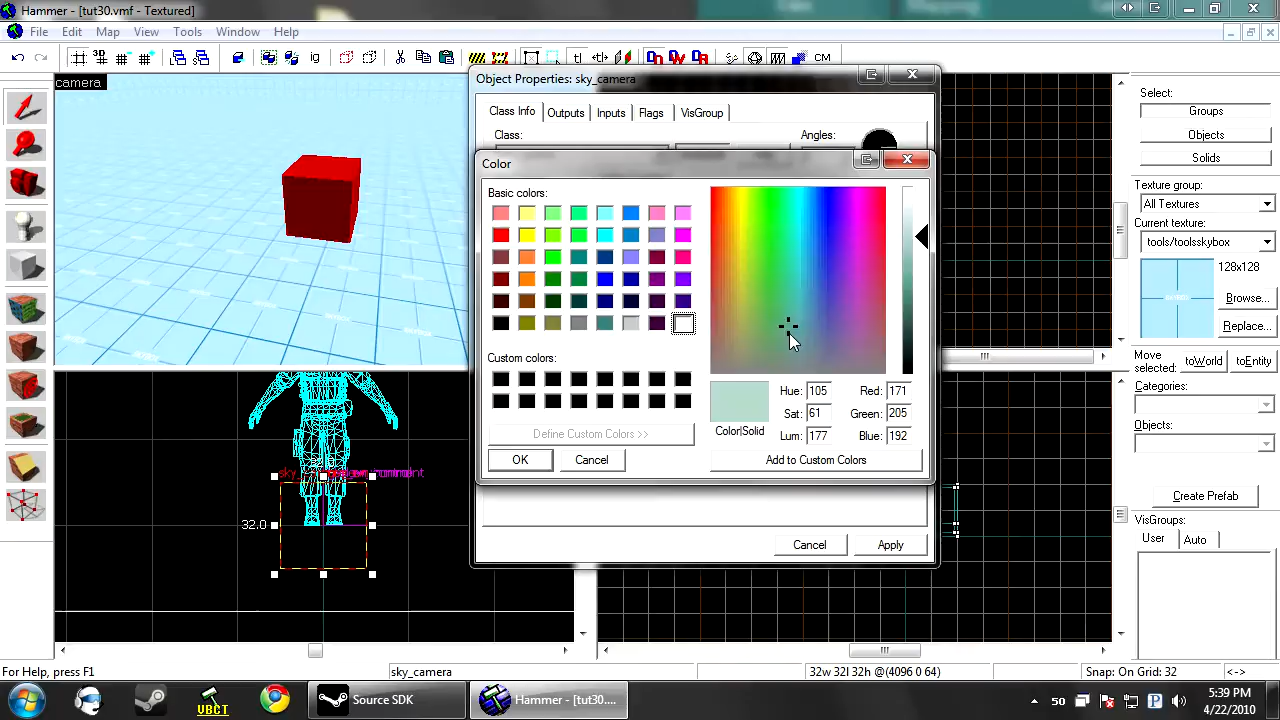 Hammer - [tut30.vmf - Textured]
File Edit View Map Tools Window Help
3D
ig
CM
camera
Object Properties: sky_camera
Class Info Outputs Inputs Flags VisGroup
Class: Angles:
Color
Basic colors:
Custom colors:
Define Custom Colors >>
OK Cancel
Color|Solid
Hue: 105 Red: 171
Sat: 61 Green: 205
Lum: 177 Blue: 192
Add to Custom Colors
Cancel Apply
Select:
Groups
Objects
Solids
Texture group:
All Textures
Current texture:
tools/toolsskybox
128x128
Browse...
Replace...
Move selected: toWorld toEntity
Categories:
Objects:
Create Prefab
VisGroups:
User Auto
32.0
For Help, press F1 sky_camera 32w 32l 32h @(4096 0 64) Snap: On Grid: 32 <->
VBCT
Source SDK
Hammer - [tut30....
50
5:39 PM
4/22/2010